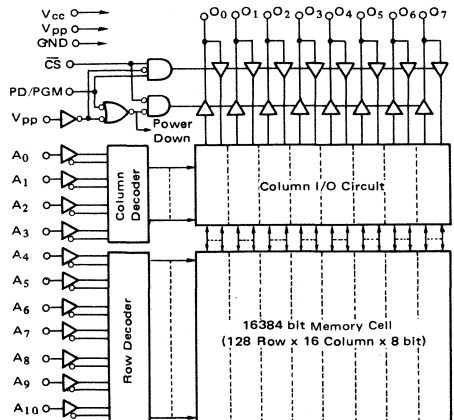 Vcc
Vpp
GND
CS
PD/PGM
Vpp
O0 O1 O2 O3 O4 O5 O6 O7
Power
Down
A0
A1
A2
A3
A4
A5
A6
A7
A8
A9
A10
Column
Decoder
Row Decoder
Column I/O Circuit
16384 bit Memory Cell
(128 Row x 16 Column x 8 bit)